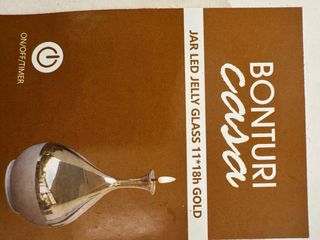 BONTURI
casa
JAR LED JELLY GLASS 11*18h GOLD
ON/OFF/TIMER